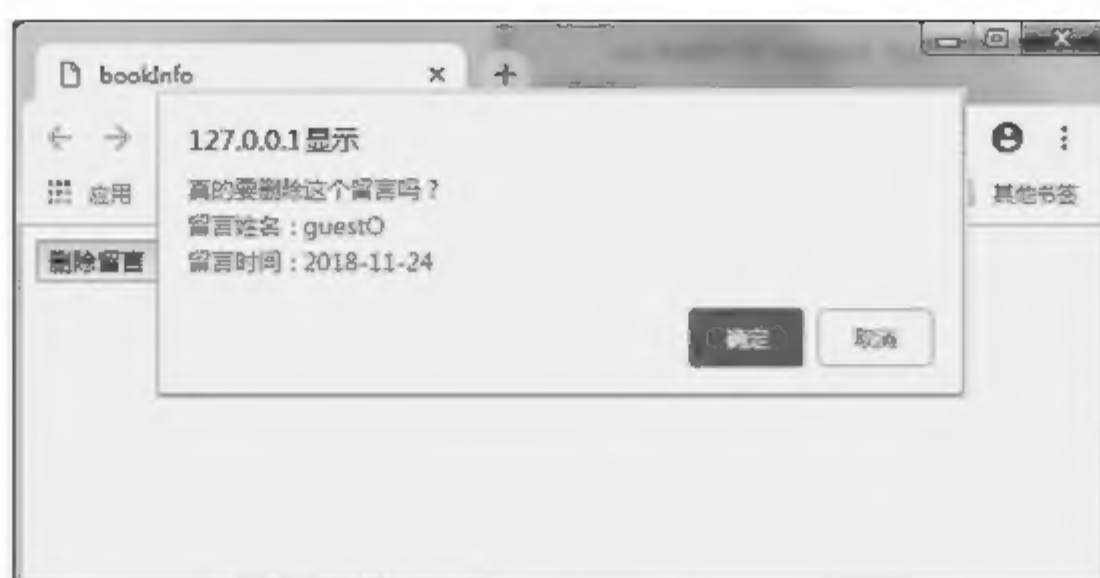 bookInfo
127.0.0.1 显示
应用
真的要删除这个留言吗？
其他书签
留言姓名：guestO
删除留言
留言时间：2018-11-24
确定
取消